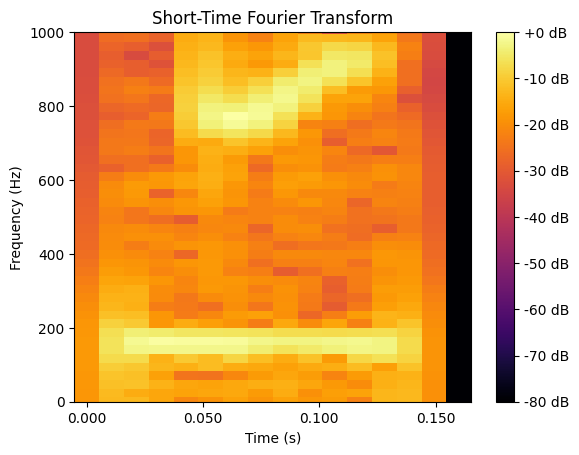 Short-Time Fourier Transform
1000
800
600
400
200
0
Frequency (Hz)
0.000
0.050
0.100
0.150
Time (s)
+0 dB
-10 dB
-20 dB
-30 dB
-40 dB
-50 dB
-60 dB
-70 dB
-80 dB